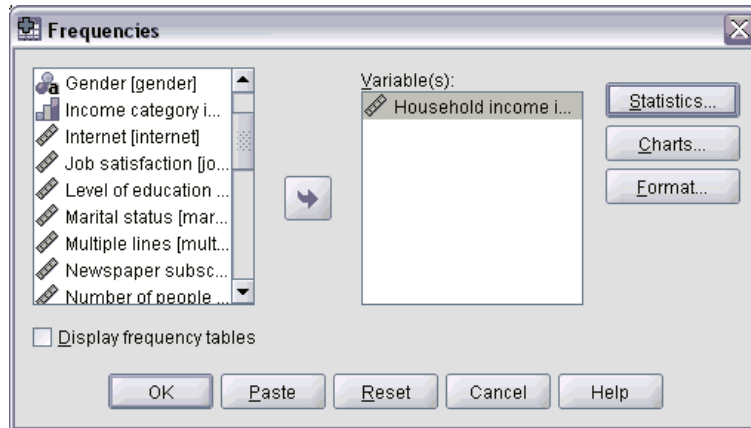 Frequencies
Gender [gender]
Income category i...
Internet [internet]
Job satisfaction [jo...
Level of education ...
Marital status [mar...
Multiple lines [mult...
Newspaper subsc...
Number of people ...
Variable(s):
Household income i...
Statistics...
Charts...
Format...
Display frequency tables
OK
Paste
Reset
Cancel
Help